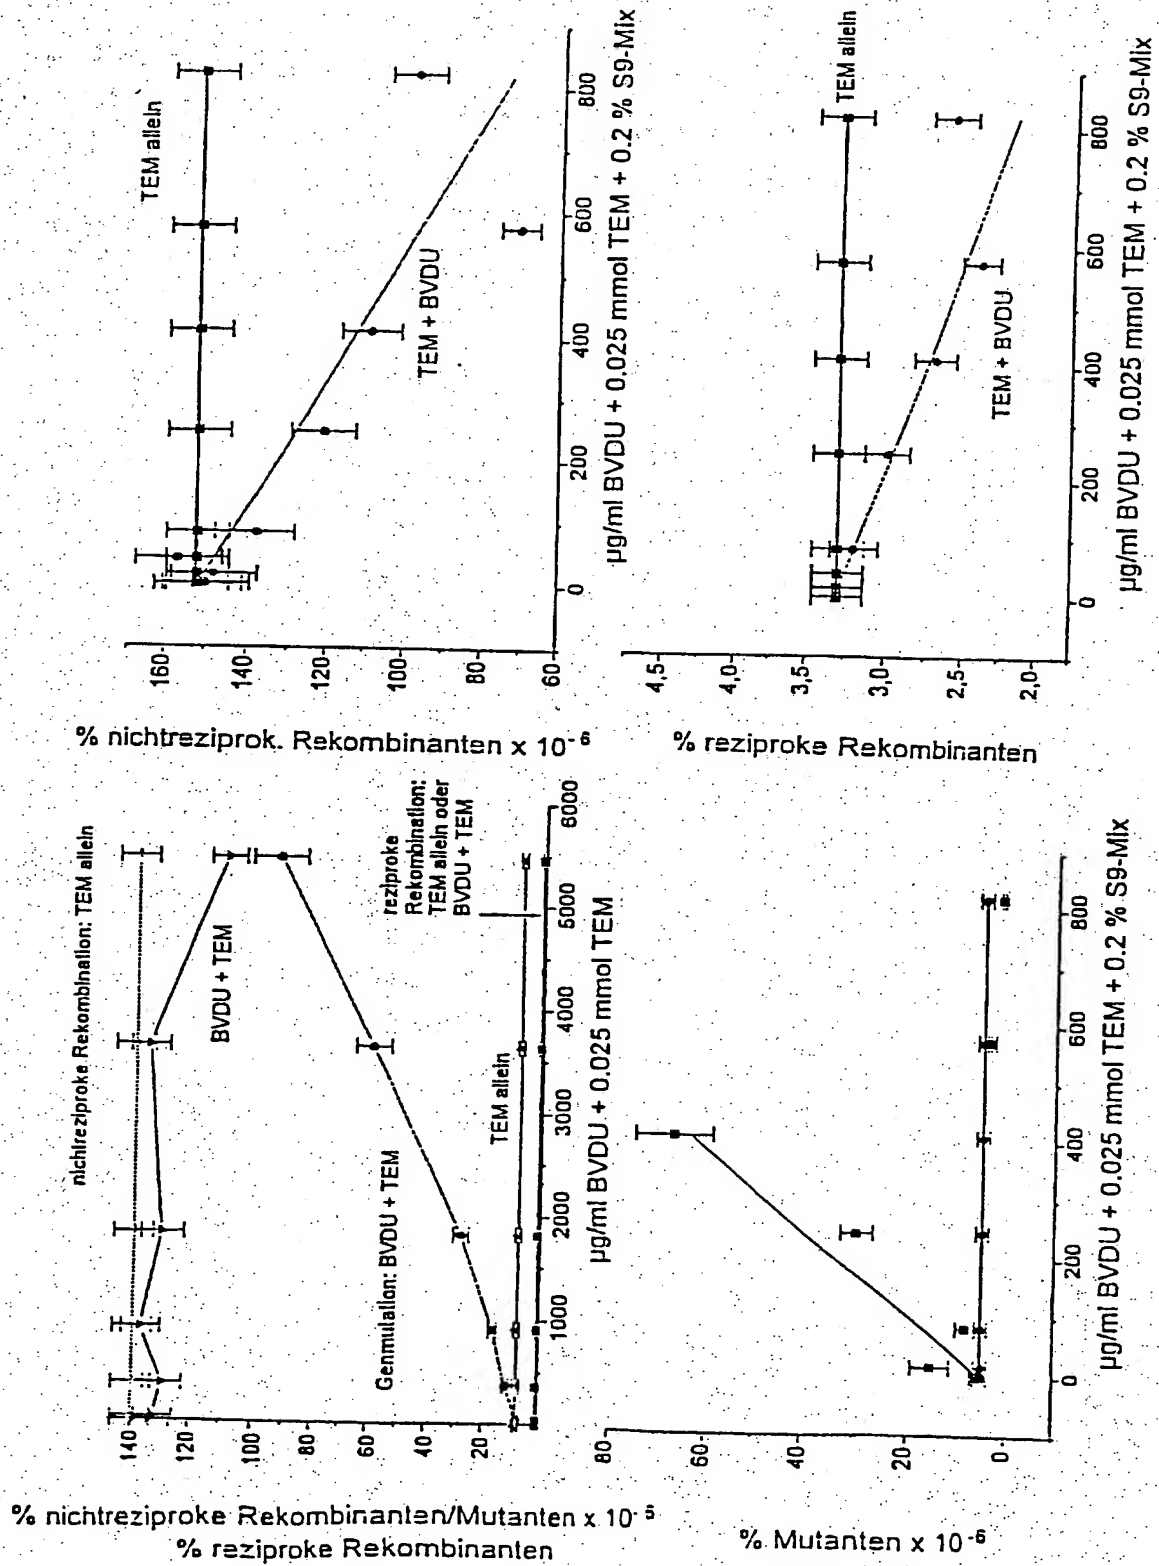 % nichtreziproke Rekombinanten/Mutanten x 10⁻⁵
% reziproke Rekombinanten
140
120
100
80
60
40
20
nichtreziproke Rekombination: TEM allein
BVDU + TEM
Genmutation: BVDU + TEM
TEM allein
reziproke
Rekombination:
TEM allein oder
BVDU + TEM
1000
2000
3000
4000
5000
6000
µg/ml BVDU + 0.025 mmol TEM
% nichtreziprok. Rekombinanten x 10⁻⁶
160
140
120
100
80
60
TEM allein
TEM + BVDU
0
200
400
600
800
µg/ml BVDU + 0.025 mmol TEM + 0.2 % S9-Mix
% Mutanten x 10⁻⁶
80
60
40
20
0
0
200
400
600
800
µg/ml BVDU + 0.025 mmol TEM + 0.2 % S9-Mix
% reziproke Rekombinanten
4,5
4,0
3,5
3,0
2,5
2,0
TEM allein
TEM + BVDU
0
200
400
600
800
µg/ml BVDU + 0.025 mmol TEM + 0.2 % S9-Mix